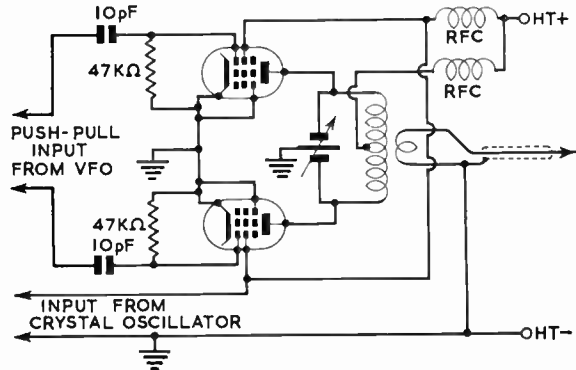 10pF
47KΩ
PUSH-PULL
INPUT
FROM VFO
47KΩ
10pF
INPUT FROM
CRYSTAL OSCILLATOR
RFC
RFC
HT+
HT−